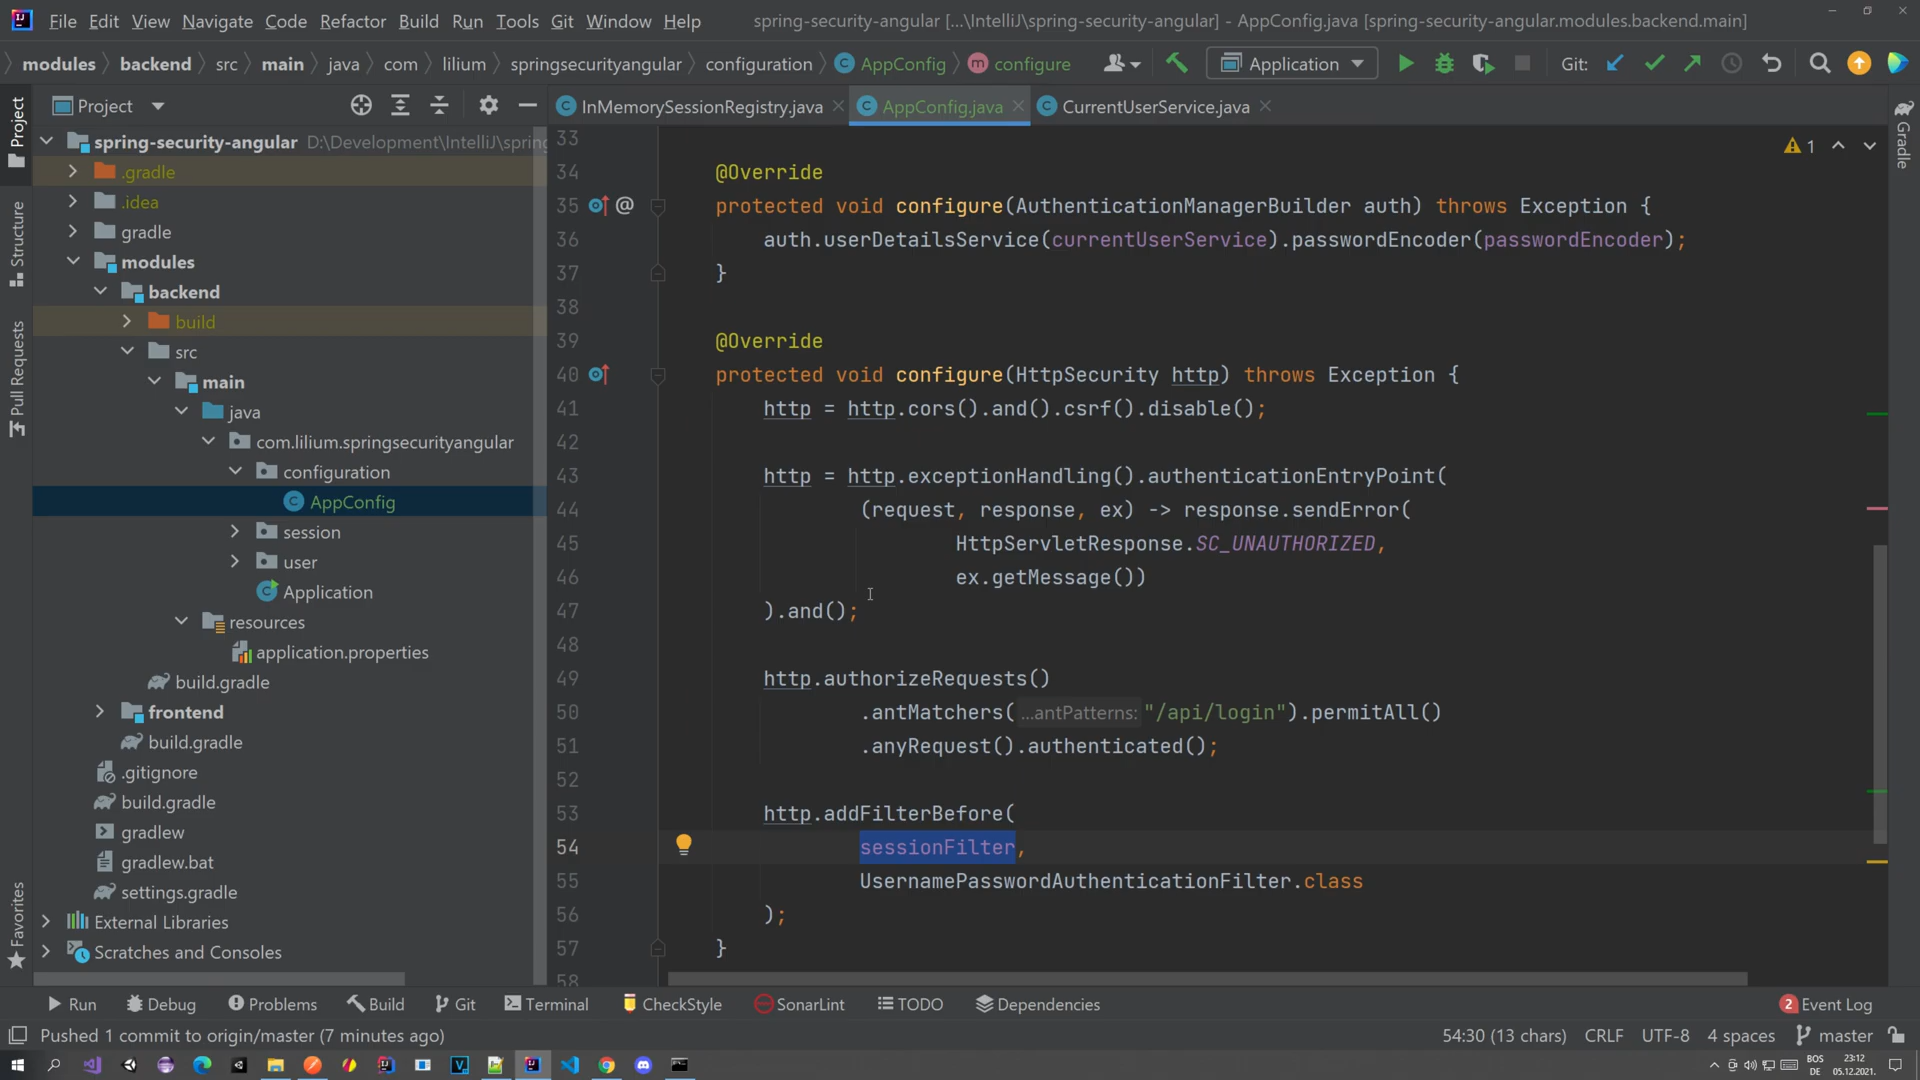 File Edit View Navigate Code Refactor Build Run Tools Git Window Help spring-security-angular [...\IntelliJ\spring-security-angular] - AppConfig.java [spring-security-angular.modules.backend.main]
modules backend src main java com lilium springsecurityangular configuration AppConfig configure Application Git:
Project
InMemorySessionRegistry.java AppConfig.java CurrentUserService.java
Project
Structure
Pull Requests
Favorites
Gradle
spring-security-angular D:\Development\IntelliJ\spring
.gradle
.idea
gradle
modules
backend
build
src
main
java
com.lilium.springsecurityangular
configuration
AppConfig
session
user
Application
resources
application.properties
build.gradle
frontend
build.gradle
.gitignore
build.gradle
gradlew
gradlew.bat
settings.gradle
External Libraries
Scratches and Consoles
1
33
34 @Override
35 @ protected void configure(AuthenticationManagerBuilder auth) throws Exception {
36 auth.userDetailsService(currentUserService).passwordEncoder(passwordEncoder);
37 }
38
39 @Override
40 protected void configure(HttpSecurity http) throws Exception {
41 http = http.cors().and().csrf().disable();
42
43 http = http.exceptionHandling().authenticationEntryPoint(
44 (request, response, ex) -> response.sendError(
45 HttpServletResponse.SC_UNAUTHORIZED,
46 ex.getMessage())
47 ).and();
48
49 http.authorizeRequests()
50 .antMatchers( ...antPatterns: "/api/login").permitAll()
51 .anyRequest().authenticated();
52
53 http.addFilterBefore(
54 sessionFilter,
55 UsernamePasswordAuthenticationFilter.class
56 );
57 }
58
Run Debug Problems Build Git Terminal CheckStyle SonarLint TODO Dependencies 2 Event Log
Pushed 1 commit to origin/master (7 minutes ago) 54:30 (13 chars) CRLF UTF-8 4 spaces master
BOS
DE
23:12
05.12.2021.